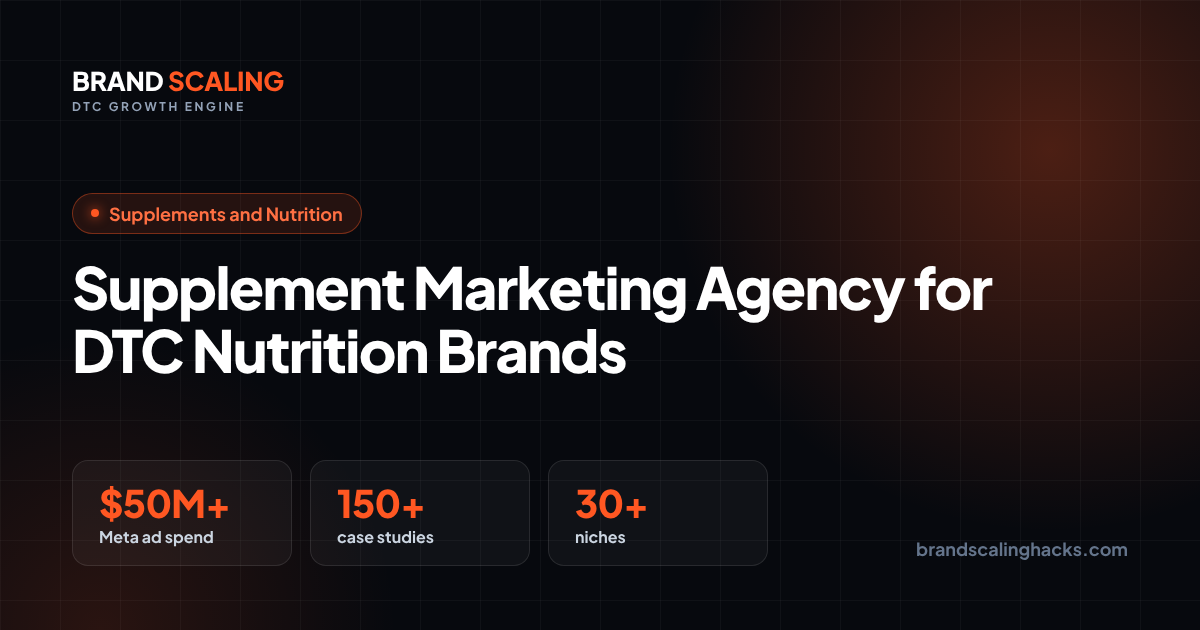 BRAND SCALING
DTC GROWTH ENGINE
Supplements and Nutrition
Supplement Marketing Agency for
DTC Nutrition Brands
$50M+
Meta ad spend
150+
case studies
30+
niches
brandscalinghacks.com